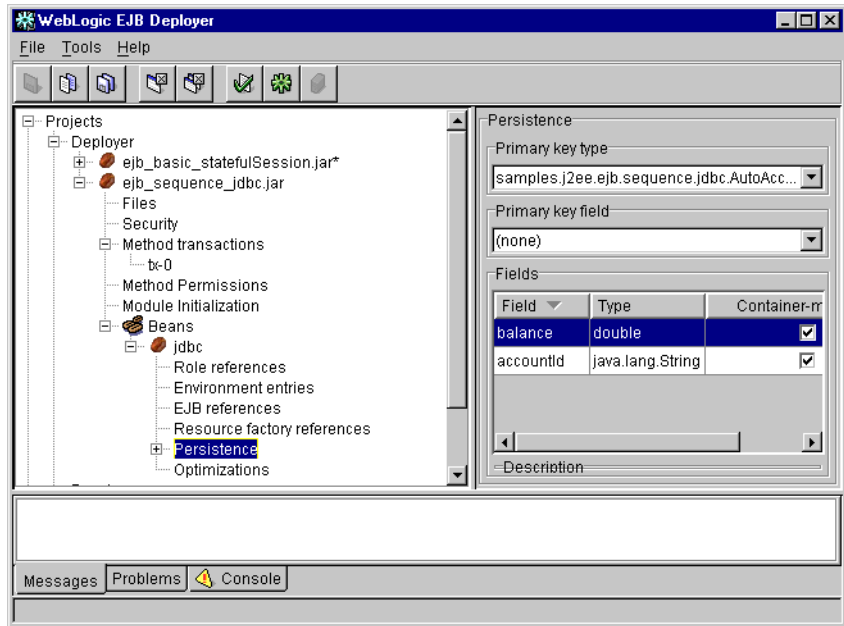 WebLogic EJB Deployer
File Tools Help
Projects
Deployer
ejb_basic_statefulSession.jar*
ejb_sequence_jdbc.jar
Files
Security
Method transactions
tx-0
Method Permissions
Module Initialization
Beans
jdbc
Role references
Environment entries
EJB references
Resource factory references
Persistence
Optimizations
Persistence
Primary key type
samples.j2ee.ejb.sequence.jdbc.AutoAcc...
Primary key field
(none)
Fields
Field Type Container-m
balance double
accountId java.lang.String
Description
Messages Problems Console